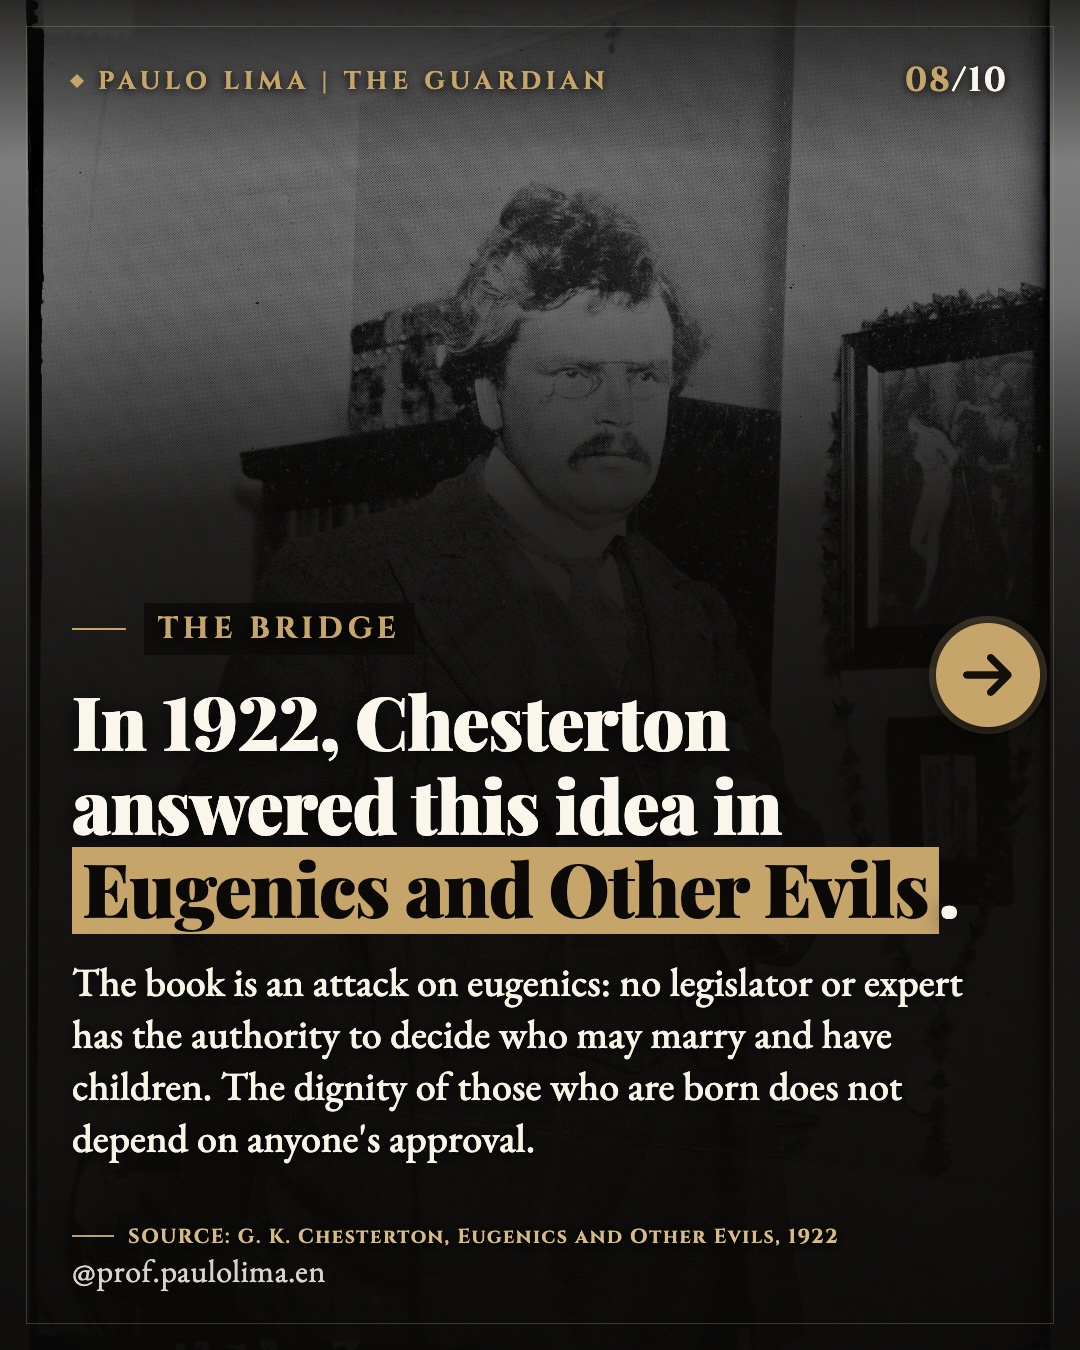 ◆ PAULO LIMA | THE GUARDIAN
08/10
THE BRIDGE
In 1922, Chesterton
answered this idea in
Eugenics and Other Evils.
The book is an attack on eugenics: no legislator or expert
has the authority to decide who may marry and have
children. The dignity of those who are born does not
depend on anyone's approval.
SOURCE: G. K. Chesterton, Eugenics and Other Evils, 1922
@prof.paulolima.en